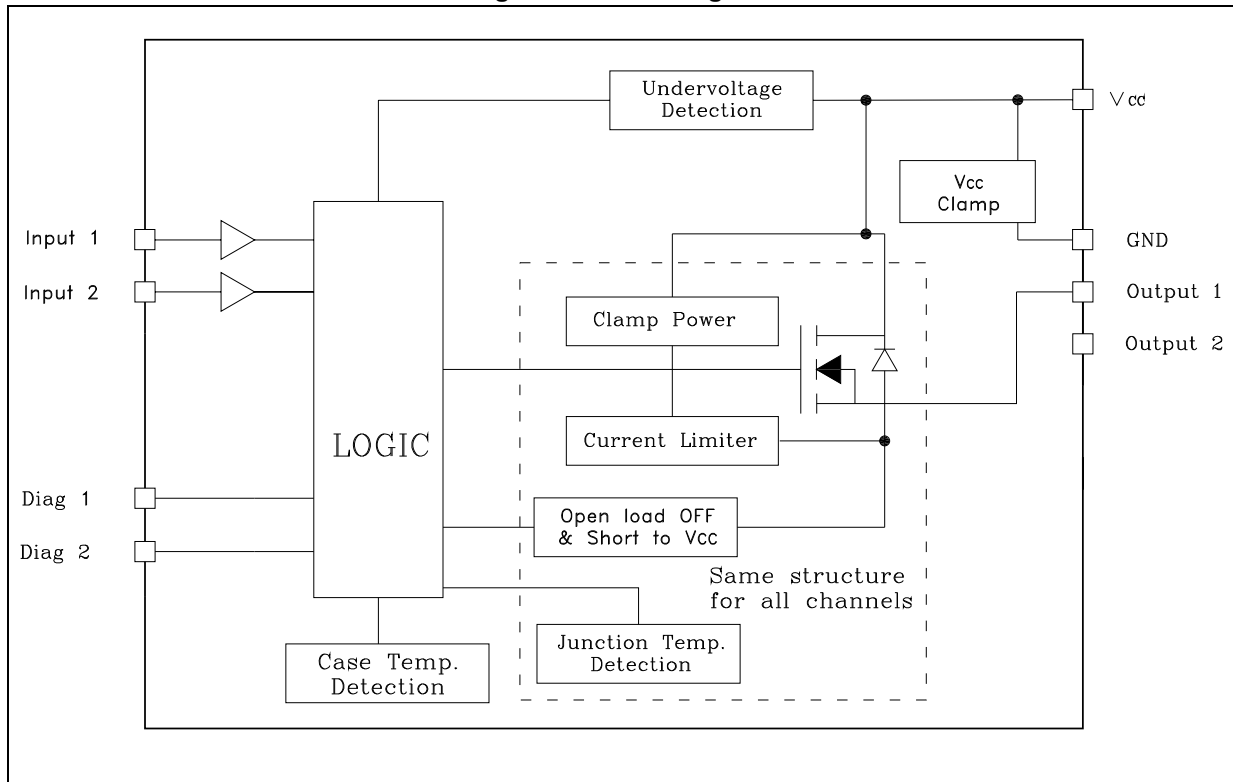 Undervoltage
Detection
Vcc
Vcc
Clamp
Input 1
GND
Input 2
Output 1
Clamp Power
Output 2
LOGIC
Current Limiter
Diag 1
Open load OFF
& Short to Vcc
Diag 2
Same structure
for all channels
Junction Temp.
Detection
Case Temp.
Detection